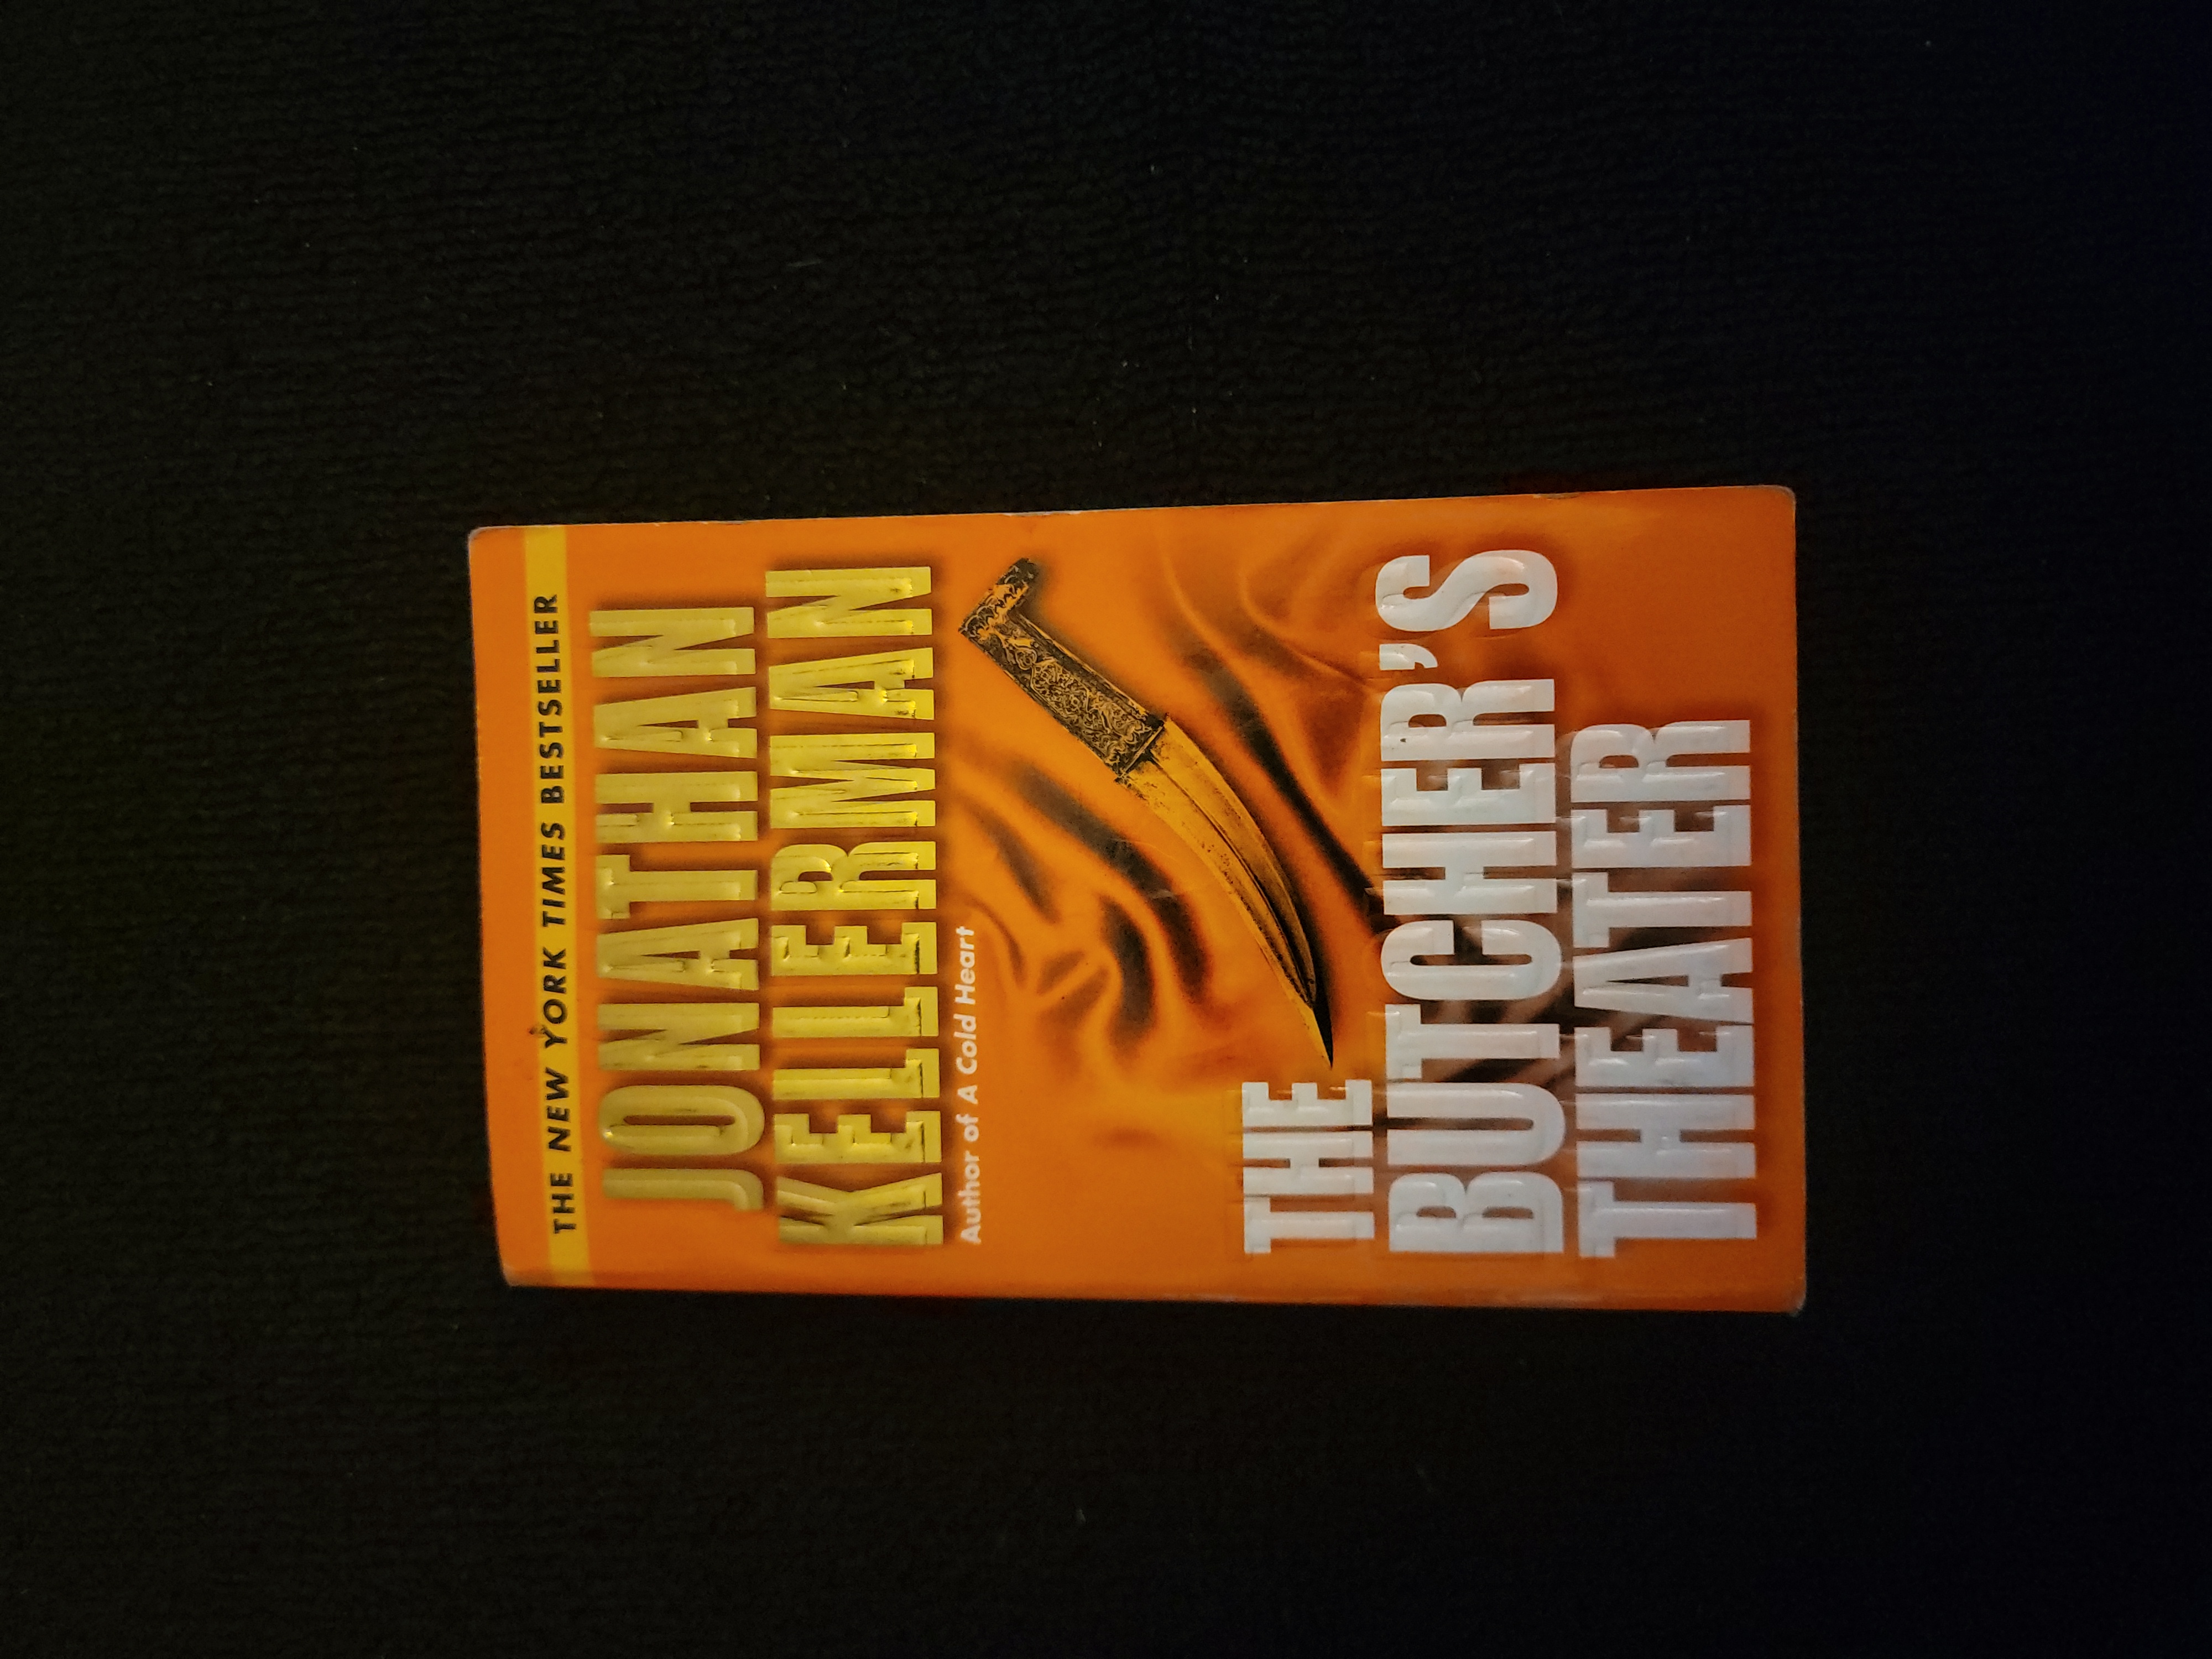 THE NEW YORK TIMES BESTSELLER
JONATHAN
KELLERMAN
Author of A Cold Heart
THE
BUTCHER'S
THEATER